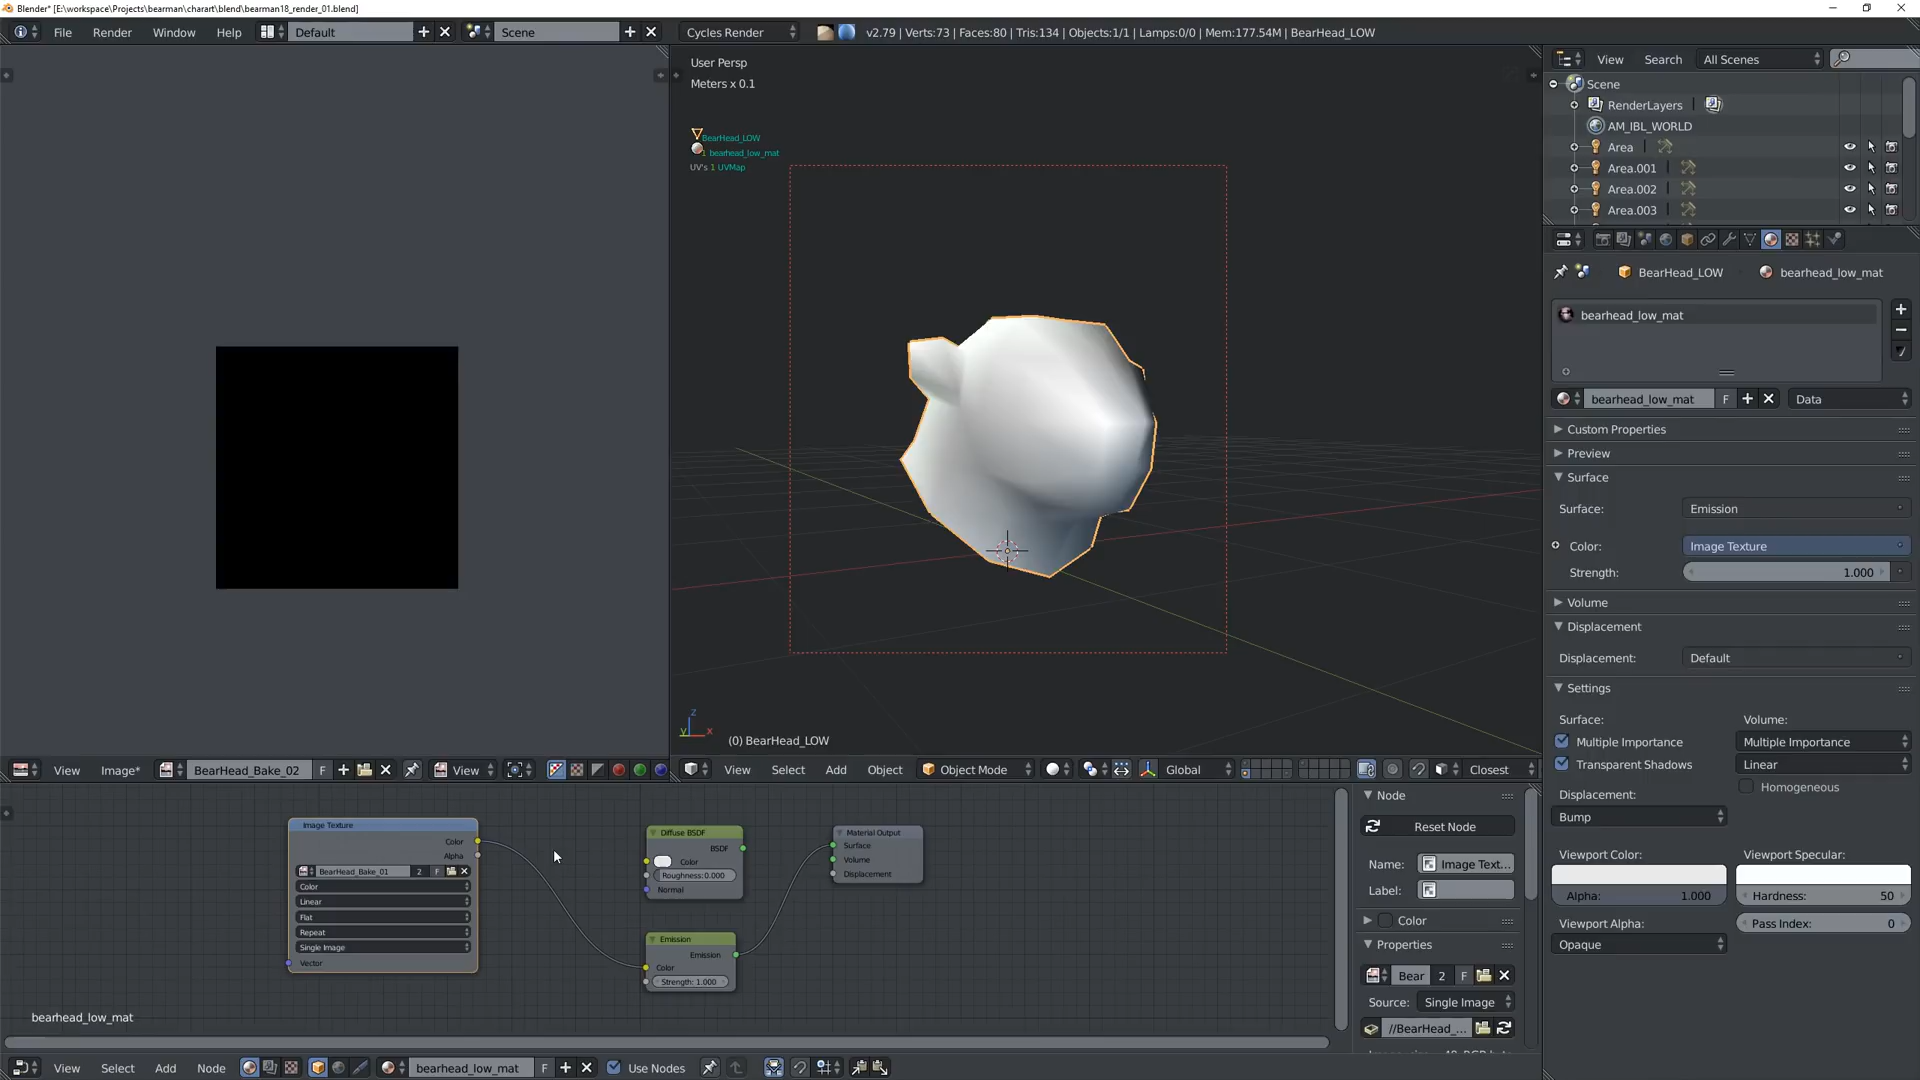 Blender* [E:\workspace\Projects\bearman\charart\blend\bearman18_render_01.blend]
File Render Window Help Default Scene Cycles Render v2.79 | Verts:73 | Faces:80 | Tris:134 | Objects:1/1 | Lamps:0/0 | Mem:177.54M | BearHead_LOW
User Persp
Meters x 0.1
BearHead_LOW
1 bearhead_low_mat
UV's 1 UVMap
(0) BearHead_LOW
z
y x
View Search All Scenes
Scene
RenderLayers
AM_IBL_WORLD
Area
Area.001
Area.002
Area.003
BearHead_LOW bearhead_low_mat
bearhead_low_mat
bearhead_low_mat F Data
Custom Properties
Preview
Surface
Surface: Emission
Color: Image Texture
Strength: 1.000
Volume
Displacement
Displacement: Default
Settings
Surface: Volume:
Multiple Importance Multiple Importance
Transparent Shadows Linear
Homogeneous
Displacement:
Bump
Viewport Color: Viewport Specular:
Alpha: 1.000 Hardness: 50
Viewport Alpha: Pass Index: 0
Opaque
View Image* BearHead_Bake_02 F View
View Select Add Object Object Mode Global Closest
Image Texture
Color
Alpha
BearHead_Bake_01 2 F
Color
Linear
Flat
Repeat
Single Image
Vector
Diffuse BSDF
BSDF
Color
Roughness:0.000
Normal
Emission
Emission
Color
Strength: 1.000
Material Output
Surface
Volume
Displacement
bearhead_low_mat
Node
Reset Node
Name: Image Text...
Label:
Color
Properties
Bear 2 F
Source: Single Image
//BearHead_...
View Select Add Node bearhead_low_mat F Use Nodes